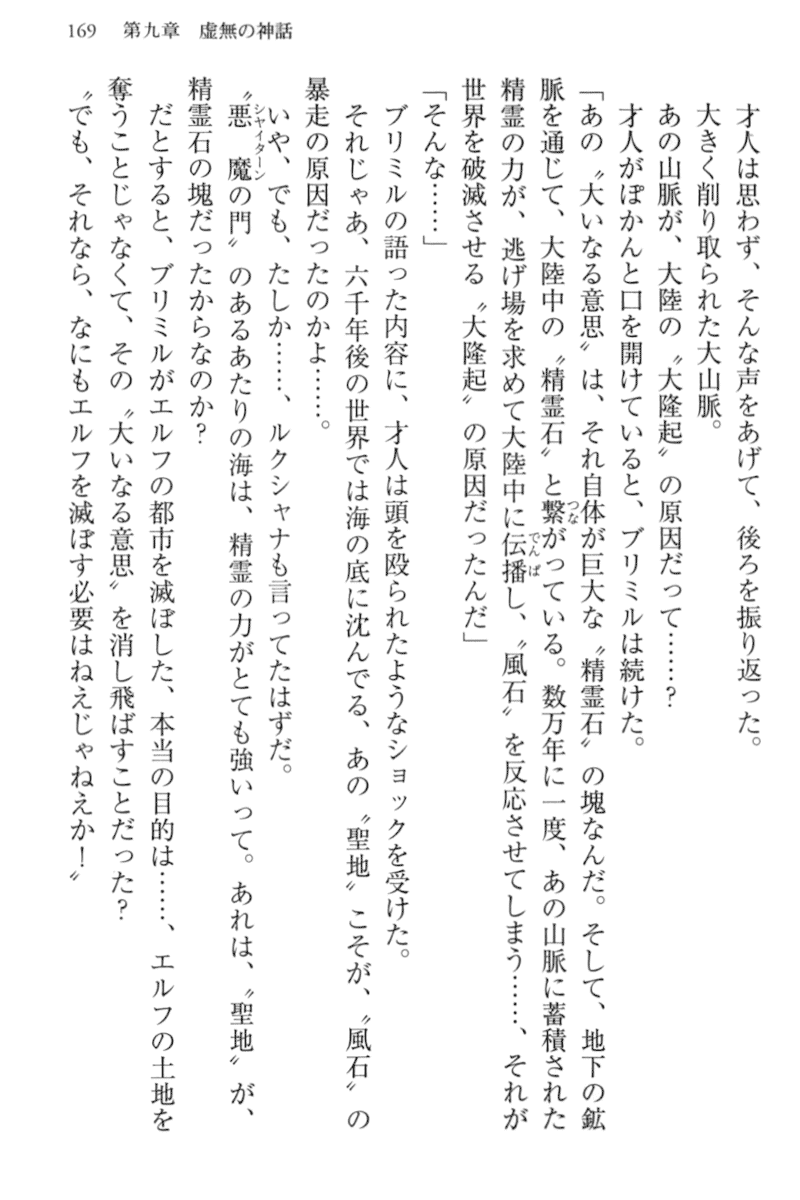 169　第九章　虚無の神話
才人は思わず、そんな声をあげて、後ろを振り返った。
大きく削り取られた大山脈。
あの山脈が、大陸の〝大隆起〟の原因だって……？
才人がぽかんと口を開けていると、ブリミルは続けた。
「あの〝大いなる意思〟は、それ自体が巨大な〝精霊石〟の塊なんだ。そして、地下の鉱
脈を通じて、大陸中の〝精霊石〟と繋がっている。数万年に一度、あの山脈に蓄積された
精霊の力が、逃げ場を求めて大陸中に伝播し、〝風石〟を反応させてしまう……、それが
世界を破滅させる〝大隆起〟の原因だったんだ」
「そんな……」
ブリミルの語った内容に、才人は頭を殴られたようなショックを受けた。
それじゃあ、六千年後の世界では海の底に沈んでる、あの〝聖地〟こそが、〝風石〟の
暴走の原因だったのかよ……。
いや、でも、たしか……、ルクシャナも言ってたはずだ。
〝悪魔の門〟のあるあたりの海は、精霊の力がとても強いって。あれは、〝聖地〟が、
精霊石の塊だったからなのか？
だとすると、ブリミルがエルフの都市を滅ぼした、本当の目的は……、エルフの土地を
奪うことじゃなくて、その〝大いなる意思〟を消し飛ばすことだった？
〝でも、それなら、なにもエルフを滅ぼす必要はねえじゃねえか！〟